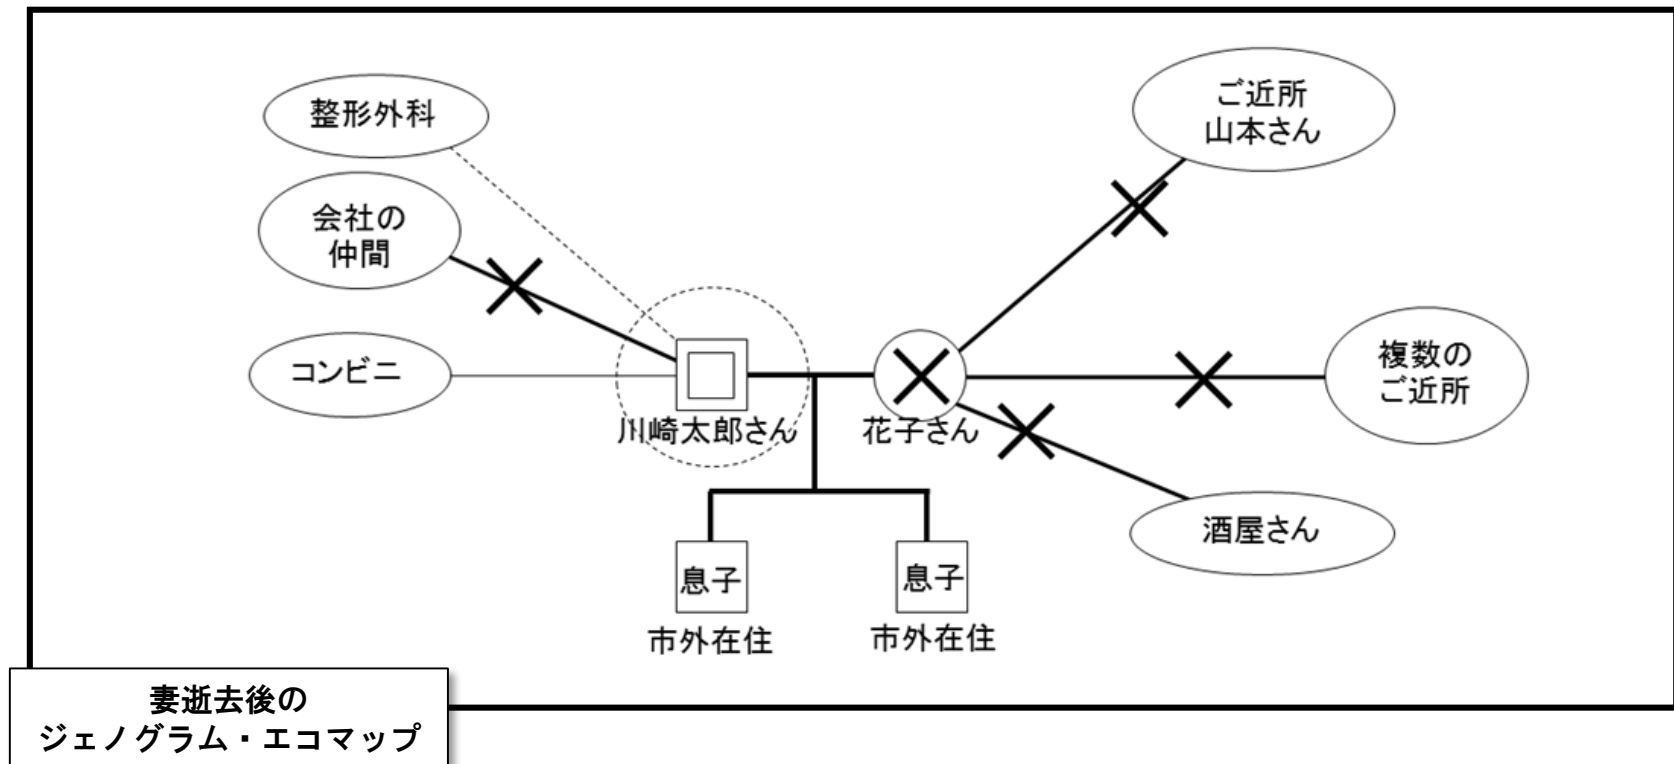 整形外科
会社の
仲間
コンビニ
川崎太郎さん
花子さん
ご近所
山本さん
複数の
ご近所
酒屋さん
息子
市外在住
息子
市外在住
妻逝去後の
ジェノグラム・エコマップ